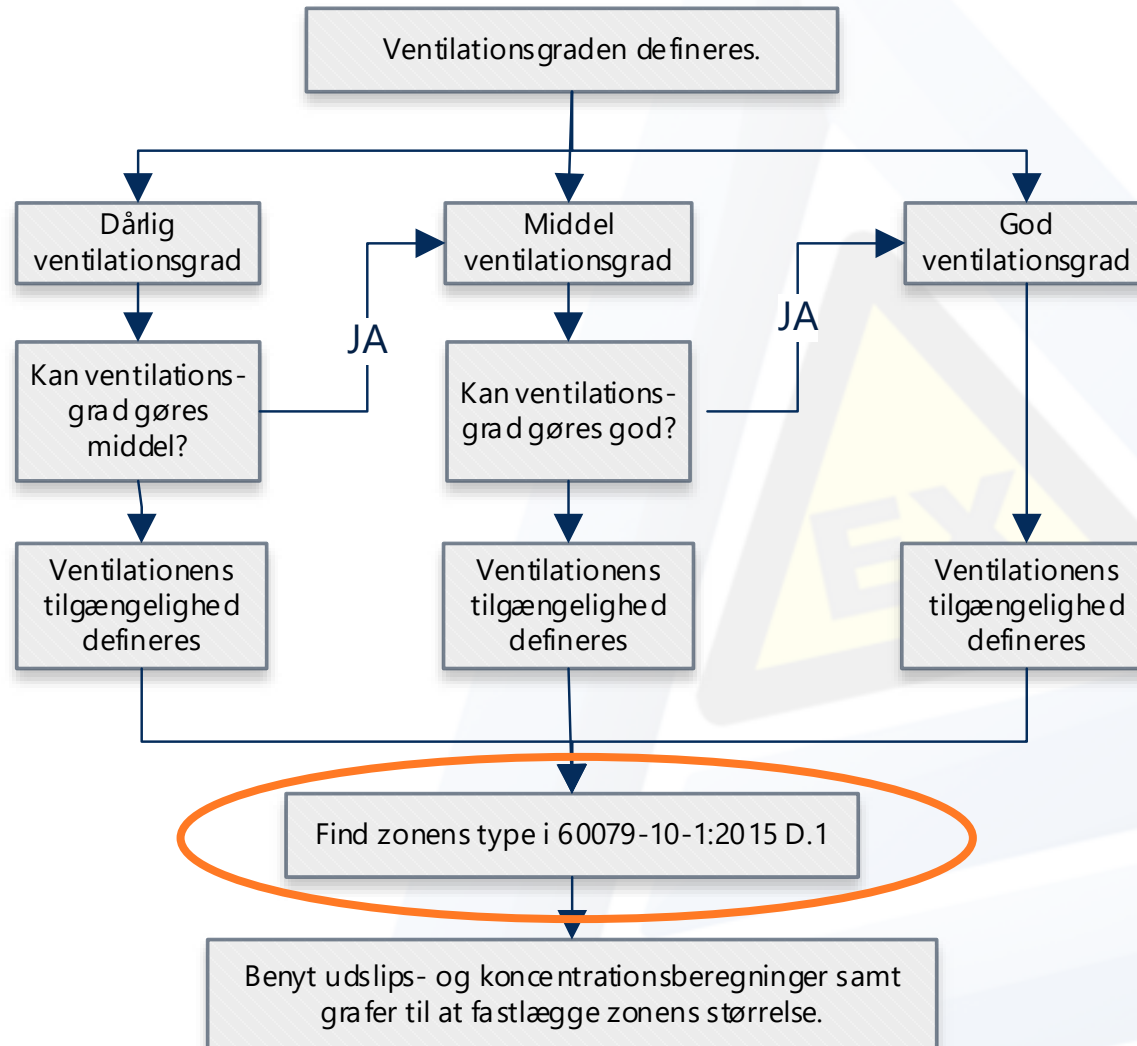 Ventilationsgraden defineres.
Dårlig
ventilationsgrad
Middel
ventilationsgrad
God
ventilationsgrad
JA
JA
Kan ventilations-
grad gøres
middel?
Kan ventilations-
grad gøres god?
Ventilationens
tilgængelighed
defineres
Ventilationens
tilgængelighed
defineres
Ventilationens
tilgængelighed
defineres
EX
Find zonens type i 60079-10-1:2015 D.1
Benyt udslips- og koncentrationsberegninger samt
grafer til at fastlægge zonens størrelse.